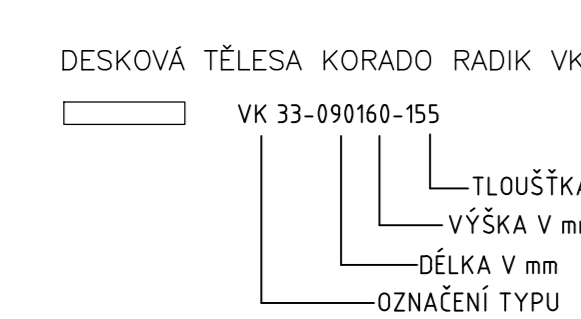 DESKOVÁ TĚLESA KORADO RADIK VK
VK 33-090160-155
TLOUŠŤKA
VÝŠKA V mm
DÉLKA V mm
OZNAČENÍ TYPU